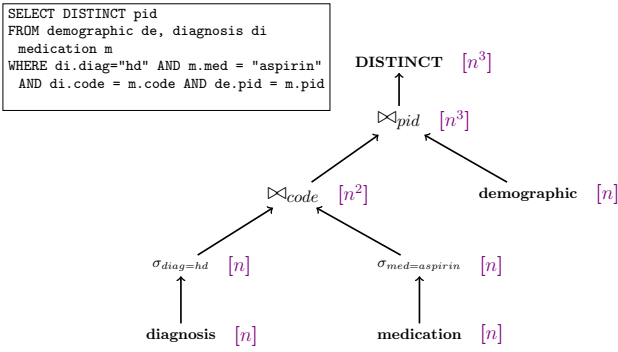 SELECT DISTINCT pid
FROM demographic de, diagnosis di
medication m
WHERE di.diag="hd" AND m.med = "aspirin"
AND di.code = m.code AND de.pid = m.pid
DISTINCT [n³]
⋈pid [n³]
⋈code [n²]
demographic [n]
σdiag=hd [n]
σmed=aspirin [n]
diagnosis [n]
medication [n]